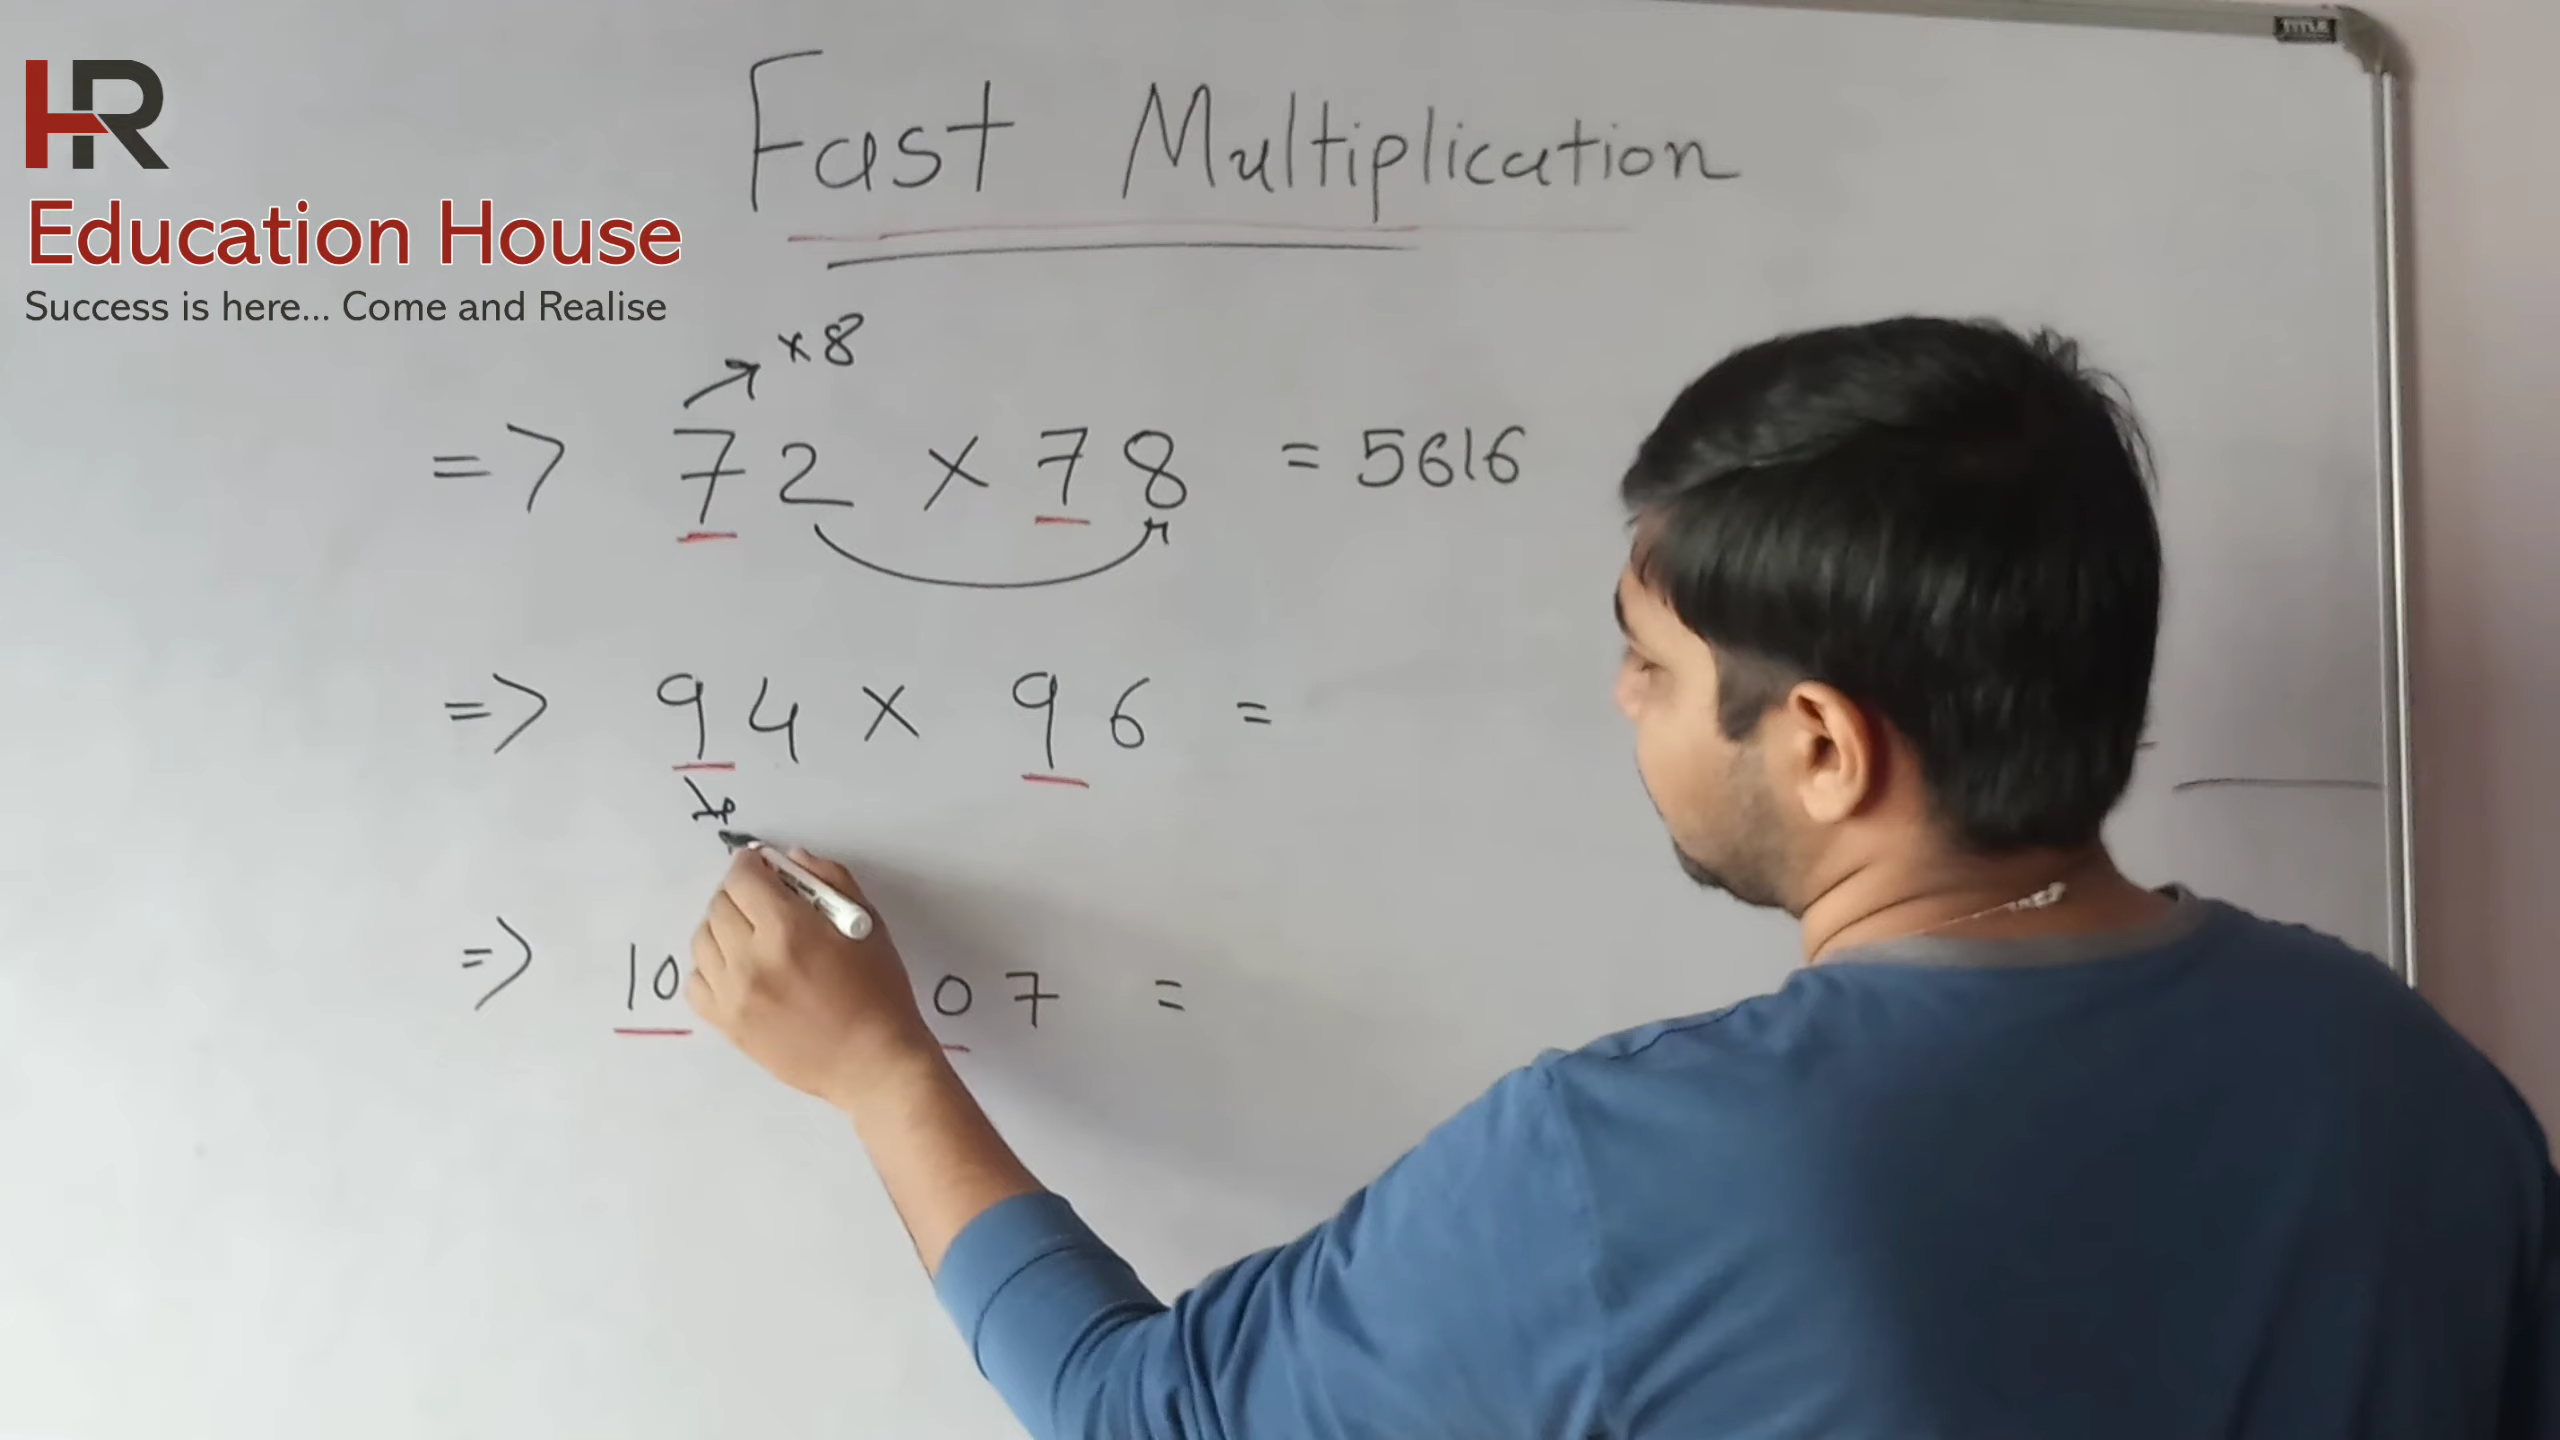 TITLE
HR
Education House
Success is here... Come and Realise
Fast Multiplication
×8
=> 72 × 78 = 5616
=> 94 × 96 =
=> 10 07 =